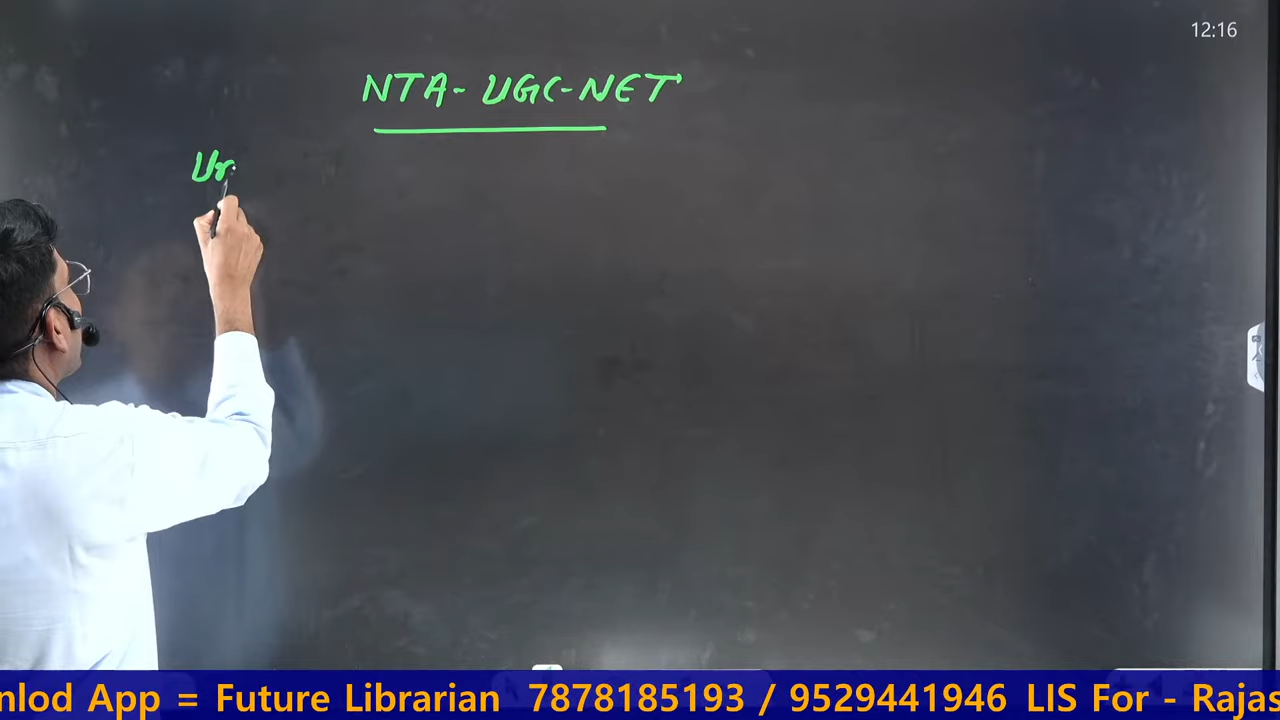 12:16
NTA-UGC-NET
nlod App = Future Librarian 7878185193 / 9529441946 LIS For - Rajas